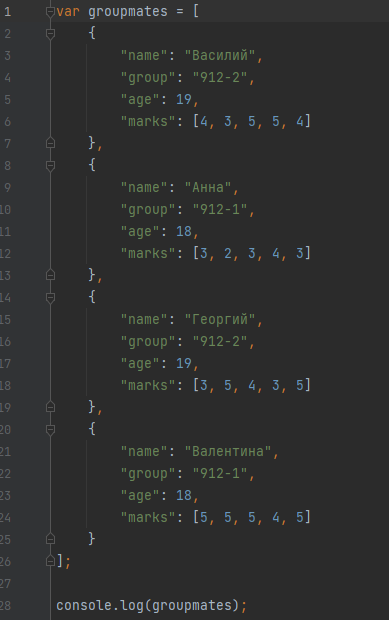 1 var groupmates = [
2 {
3 "name": "Василий",
4 "group": "912-2",
5 "age": 19,
6 "marks": [4, 3, 5, 5, 4]
7 },
8 {
9 "name": "Анна",
10 "group": "912-1",
11 "age": 18,
12 "marks": [3, 2, 3, 4, 3]
13 },
14 {
15 "name": "Георгий",
16 "group": "912-2",
17 "age": 19,
18 "marks": [3, 5, 4, 3, 5]
19 },
20 {
21 "name": "Валентина",
22 "group": "912-1",
23 "age": 18,
24 "marks": [5, 5, 5, 4, 5]
25 }
26 ];
27
28 console.log(groupmates);